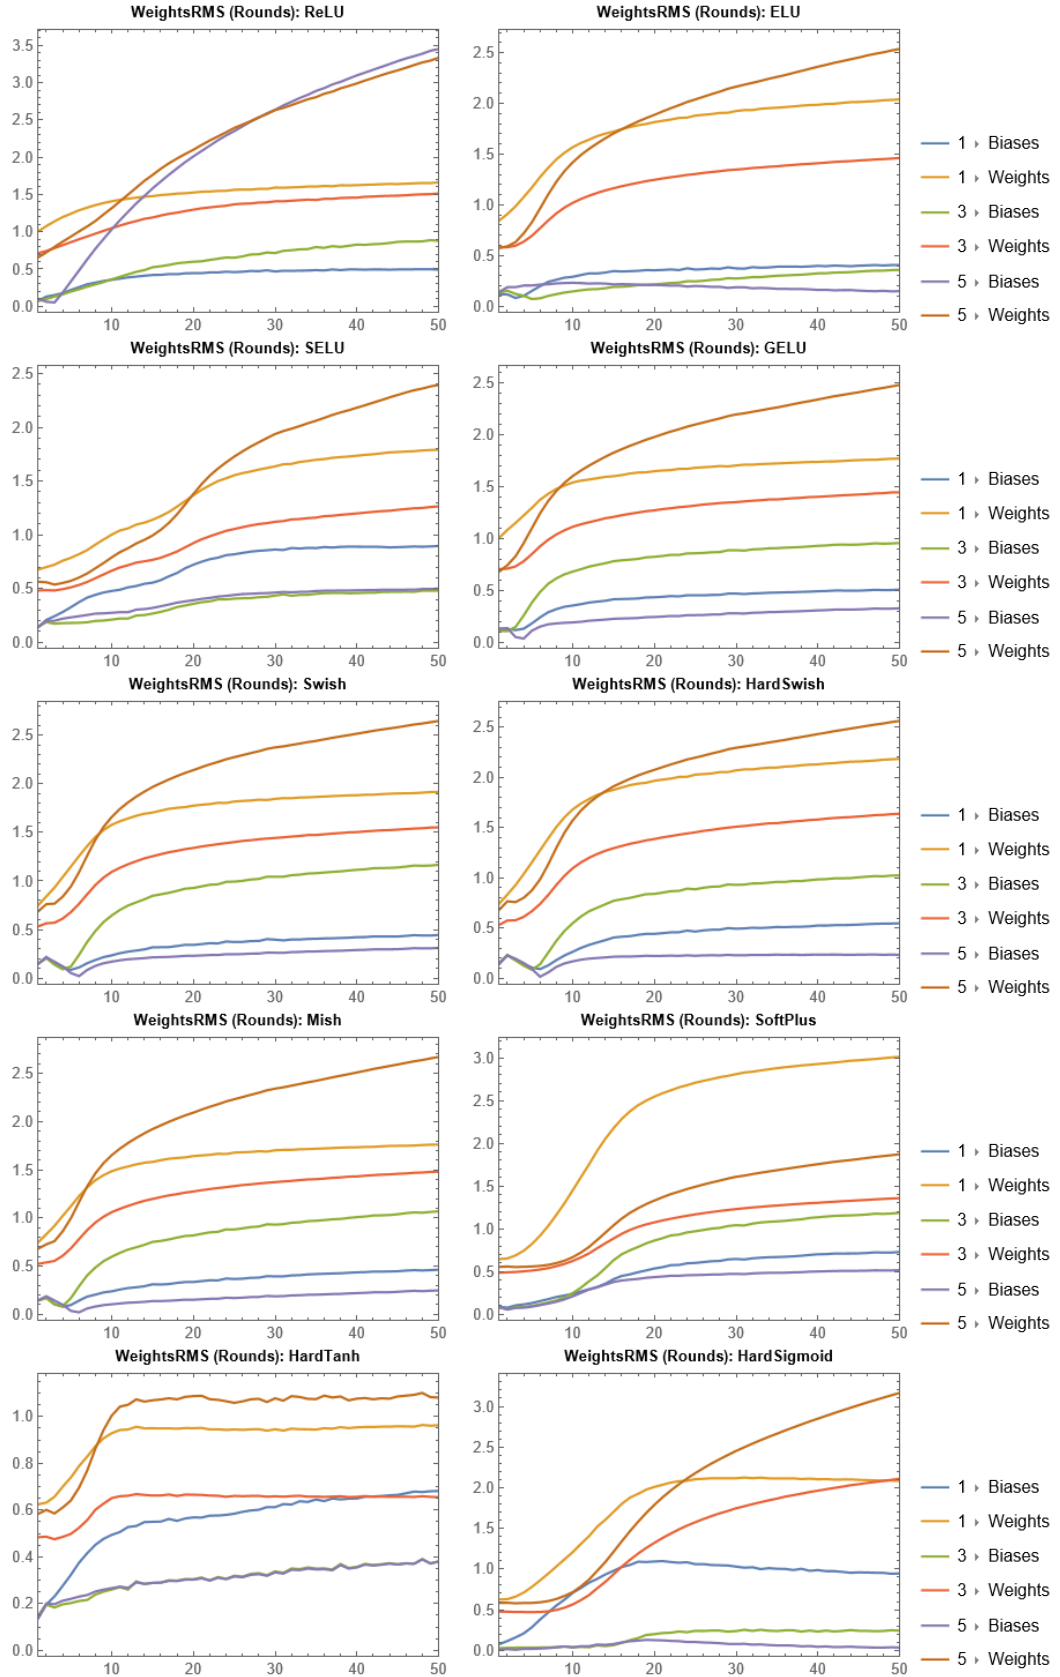 WeightsRMS (Rounds): ReLU
3.5
3.0
2.5
2.0
1.5
1.0
0.5
0.0
10 20 30 40 50
WeightsRMS (Rounds): ELU
2.5
2.0
1.5
1.0
0.5
0.0
10 20 30 40 50
1 ▸ Biases
1 ▸ Weights
3 ▸ Biases
3 ▸ Weights
5 ▸ Biases
5 ▸ Weights
WeightsRMS (Rounds): SELU
2.5
2.0
1.5
1.0
0.5
0.0
10 20 30 40 50
WeightsRMS (Rounds): GELU
2.5
2.0
1.5
1.0
0.5
0.0
10 20 30 40 50
1 ▸ Biases
1 ▸ Weights
3 ▸ Biases
3 ▸ Weights
5 ▸ Biases
5 ▸ Weights
WeightsRMS (Rounds): Swish
2.5
2.0
1.5
1.0
0.5
0.0
10 20 30 40 50
WeightsRMS (Rounds): HardSwish
2.5
2.0
1.5
1.0
0.5
0.0
10 20 30 40 50
1 ▸ Biases
1 ▸ Weights
3 ▸ Biases
3 ▸ Weights
5 ▸ Biases
5 ▸ Weights
WeightsRMS (Rounds): Mish
2.5
2.0
1.5
1.0
0.5
0.0
10 20 30 40 50
WeightsRMS (Rounds): SoftPlus
3.0
2.5
2.0
1.5
1.0
0.5
0.0
10 20 30 40 50
1 ▸ Biases
1 ▸ Weights
3 ▸ Biases
3 ▸ Weights
5 ▸ Biases
5 ▸ Weights
WeightsRMS (Rounds): HardTanh
1.0
0.8
0.6
0.4
0.2
0.0
10 20 30 40 50
WeightsRMS (Rounds): HardSigmoid
3.0
2.5
2.0
1.5
1.0
0.5
0.0
10 20 30 40 50
1 ▸ Biases
1 ▸ Weights
3 ▸ Biases
3 ▸ Weights
5 ▸ Biases
5 ▸ Weights